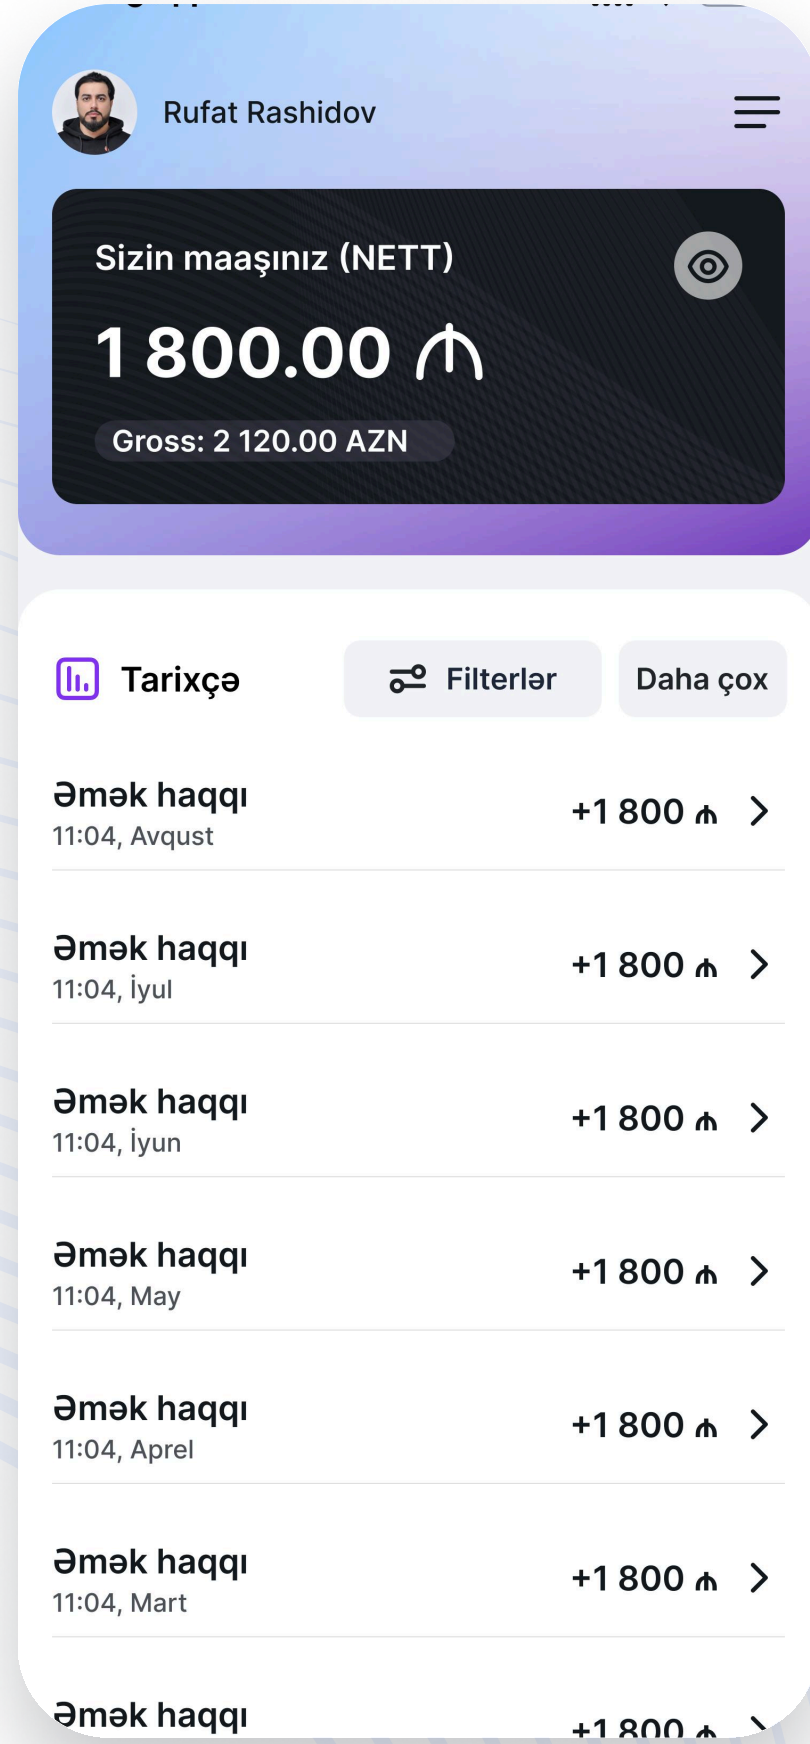 Rufat Rashidov
Sizin maaşınız (NETT)
1 800.00 ₼
Gross: 2 120.00 AZN
Tarixçə
Filterlər
Daha çox
Əmək haqqı
+1 800 ₼
11:04, Avqust
Əmək haqqı
+1 800 ₼
11:04, İyul
Əmək haqqı
+1 800 ₼
11:04, İyun
Əmək haqqı
+1 800 ₼
11:04, May
Əmək haqqı
+1 800 ₼
11:04, Aprel
Əmək haqqı
+1 800 ₼
11:04, Mart
Əmək haqqı
+1 800 ₼